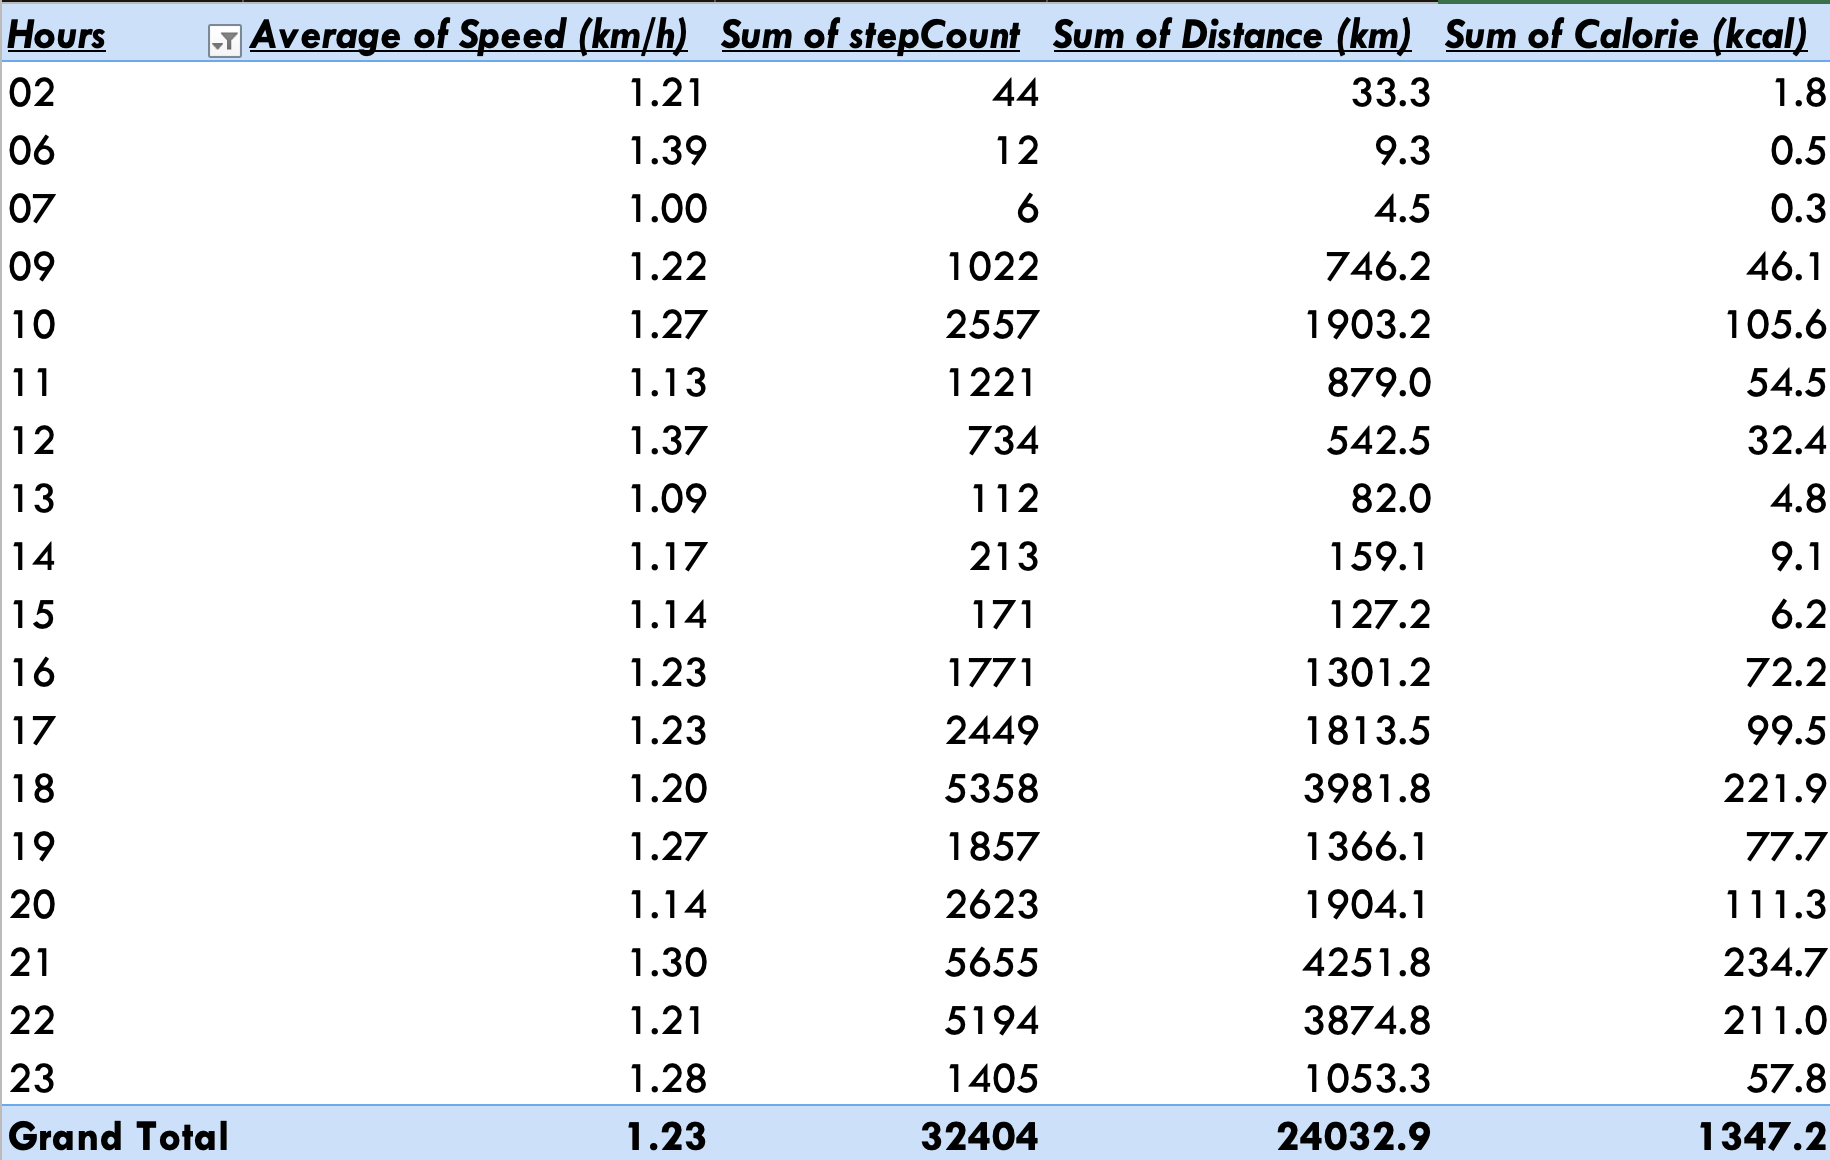 Hours Average of Speed (km/h) Sum of stepCount Sum of Distance (km) Sum of Calorie (kcal)
02 1.21 44 33.3 1.8
06 1.39 12 9.3 0.5
07 1.00 6 4.5 0.3
09 1.22 1022 746.2 46.1
10 1.27 2557 1903.2 105.6
11 1.13 1221 879.0 54.5
12 1.37 734 542.5 32.4
13 1.09 112 82.0 4.8
14 1.17 213 159.1 9.1
15 1.14 171 127.2 6.2
16 1.23 1771 1301.2 72.2
17 1.23 2449 1813.5 99.5
18 1.20 5358 3981.8 221.9
19 1.27 1857 1366.1 77.7
20 1.14 2623 1904.1 111.3
21 1.30 5655 4251.8 234.7
22 1.21 5194 3874.8 211.0
23 1.28 1405 1053.3 57.8
Grand Total 1.23 32404 24032.9 1347.2